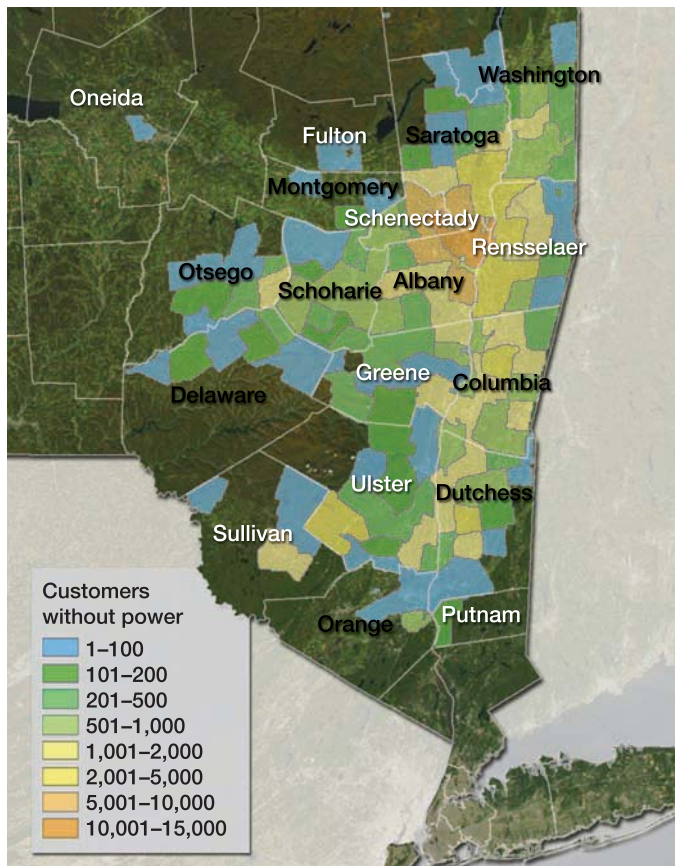 Washington
Oneida
Fulton
Saratoga
Montgomery
Schenectady
Rensselaer
Otsego
Schoharie
Albany
Greene
Columbia
Delaware
Ulster
Dutchess
Sullivan
Customers
without power
1–100
101–200
201–500
501–1,000
1,001–2,000
2,001–5,000
5,001–10,000
10,001–15,000
Orange
Putnam